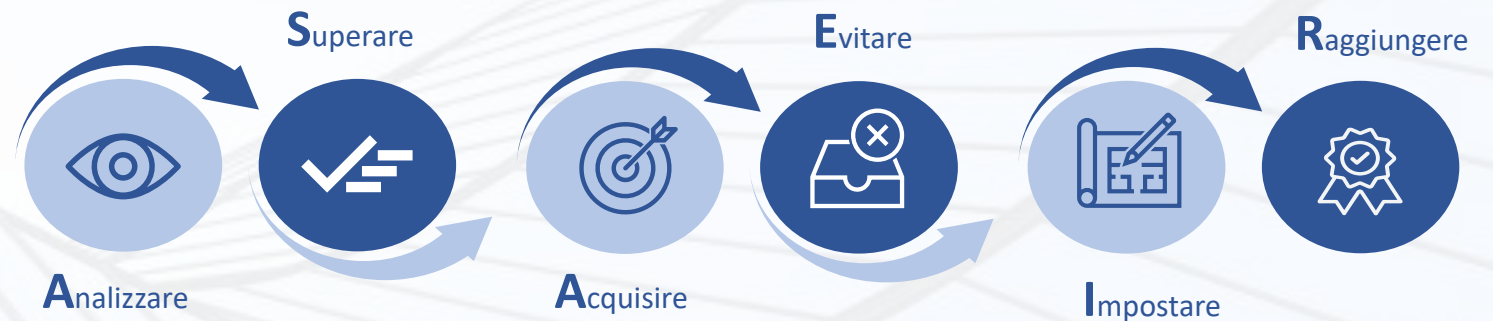 Superare
Evitare
Raggiungere
Analizzare
Acquisire
Impostare